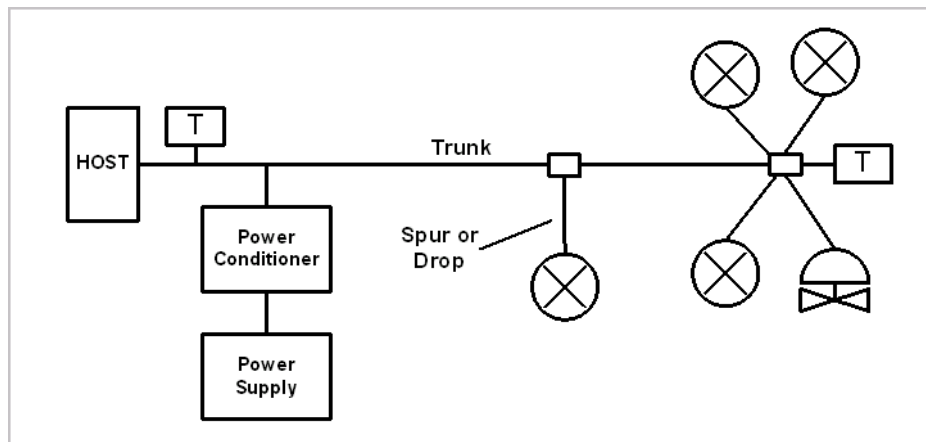 T
HOST
Trunk
T
Power
Conditioner
Spur or
Drop
Power
Supply